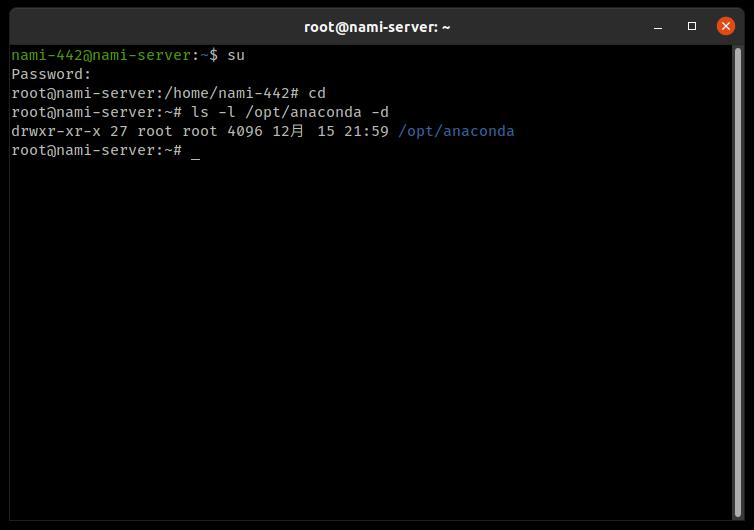 root@nami-server: ~
nami-442@nami-server:~$ su
Password:
root@nami-server:/home/nami-442# cd
root@nami-server:~# ls -l /opt/anaconda -d
drwxr-xr-x 27 root root 4096 12月 15 21:59 /opt/anaconda
root@nami-server:~# _